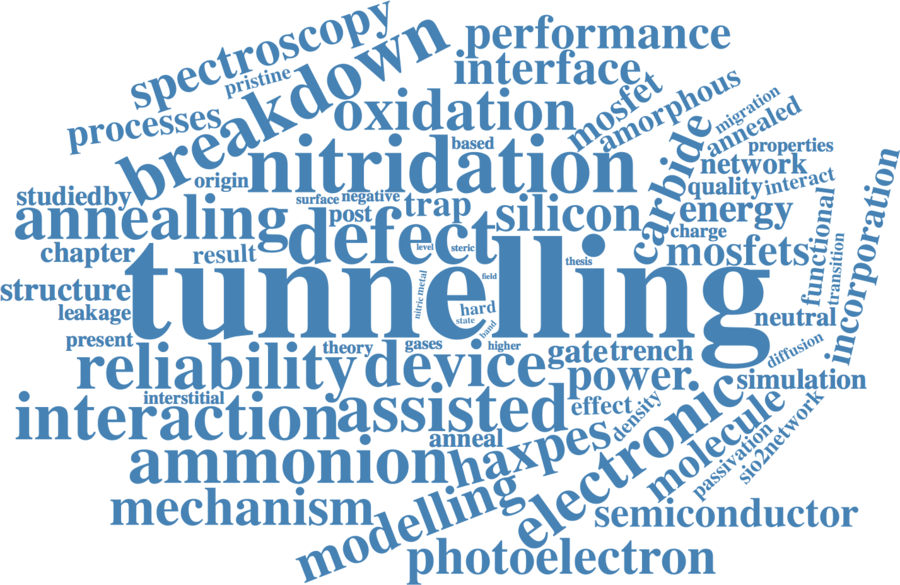 spectroscopy
performance
pristine
breakdown
interface
processes
oxidation
mosfet
amorphous
migration
annealed
based
nitridation
carbide
properties
network
origin
quality
interact
studiedby
surface
negative
trap
silicon
energy
annealing
post
defect
charge
functional
incorporation
chapter
result
level
steric
mosfets
transition
tunnelling
thesis
structure
nitric
metal
field
leakage
hard
state
neutral
present
band
theory
gases
higher
reliability
device
gate
trench
diffusion
power
simulation
interstitial
interaction
assisted
effect
density
electronic
molecule
anneal
passivation
sio2network
ammonion
haxpes
mechanism
modelling
semiconductor
photoelectron